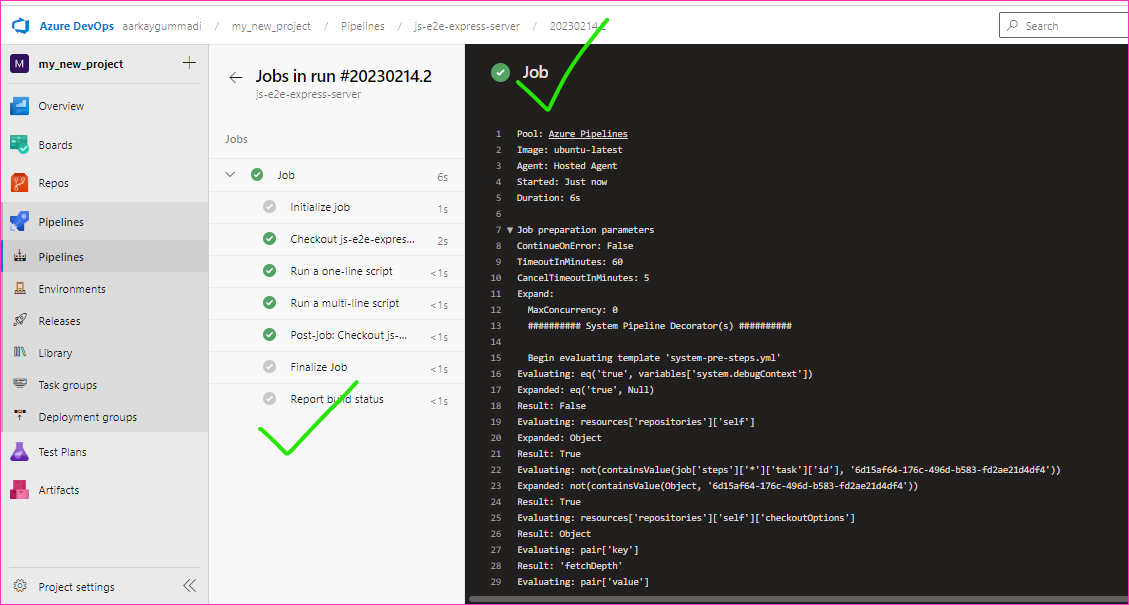 Azure DevOps aarkaygummadi / my_new_project / Pipelines / js-e2e-express-server / 20230214.2
Search
M my_new_project +
Overview
Boards
Repos
Pipelines
Pipelines
Environments
Releases
Library
Task groups
Deployment groups
Test Plans
Artifacts
Project settings
Jobs in run #20230214.2
js-e2e-express-server
Jobs
Job 6s
Initialize job 1s
Checkout js-e2e-expres... 2s
Run a one-line script <1s
Run a multi-line script <1s
Post-job: Checkout js-... <1s
Finalize Job <1s
Report build status <1s
Job
1 Pool: Azure Pipelines
2 Image: ubuntu-latest
3 Agent: Hosted Agent
4 Started: Just now
5 Duration: 6s
6
7 Job preparation parameters
8 ContinueOnError: False
9 TimeoutInMinutes: 60
10 CancelTimeoutInMinutes: 5
11 Expand:
12 MaxConcurrency: 0
13 ########## System Pipeline Decorator(s) ##########
14
15 Begin evaluating template 'system-pre-steps.yml'
16 Evaluating: eq('true', variables['system.debugContext'])
17 Expanded: eq('true', Null)
18 Result: False
19 Evaluating: resources['repositories']['self']
20 Expanded: Object
21 Result: True
22 Evaluating: not(containsValue(job['steps']['*']['task']['id'], '6d15af64-176c-496d-b583-fd2ae21d4df4'))
23 Expanded: not(containsValue(Object, '6d15af64-176c-496d-b583-fd2ae21d4df4'))
24 Result: True
25 Evaluating: resources['repositories']['self']['checkoutOptions']
26 Result: Object
27 Evaluating: pair['key']
28 Result: 'fetchDepth'
29 Evaluating: pair['value']